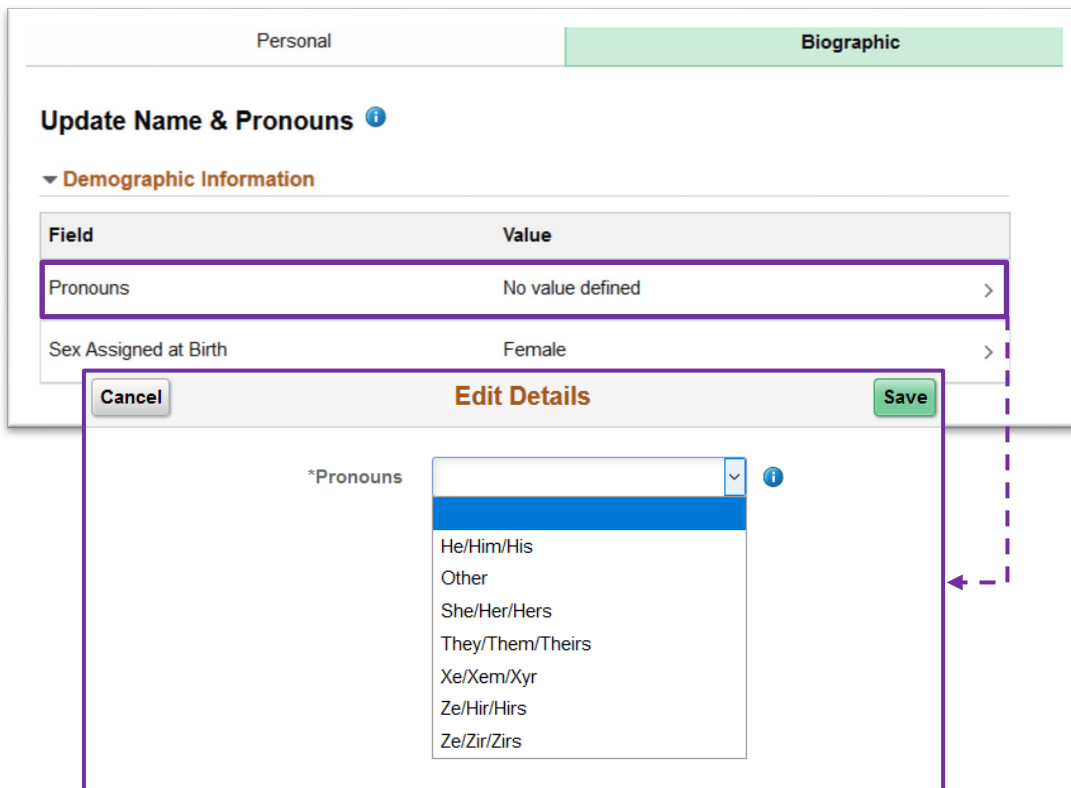 Personal Biographic
Update Name & Pronouns
Demographic Information
Field Value
Pronouns No value defined
Sex Assigned at Birth Female
Cancel Edit Details Save
*Pronouns
He/Him/His
Other
She/Her/Hers
They/Them/Theirs
Xe/Xem/Xyr
Ze/Hir/Hirs
Ze/Zir/Zirs